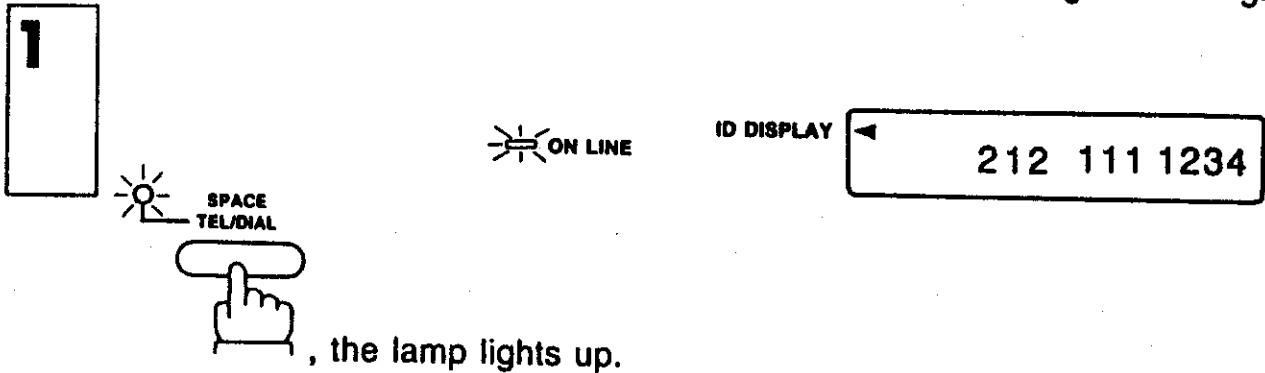 1
ON LINE
ID DISPLAY ◄
212 111 1234
SPACE
TEL/DIAL
, the lamp lights up.